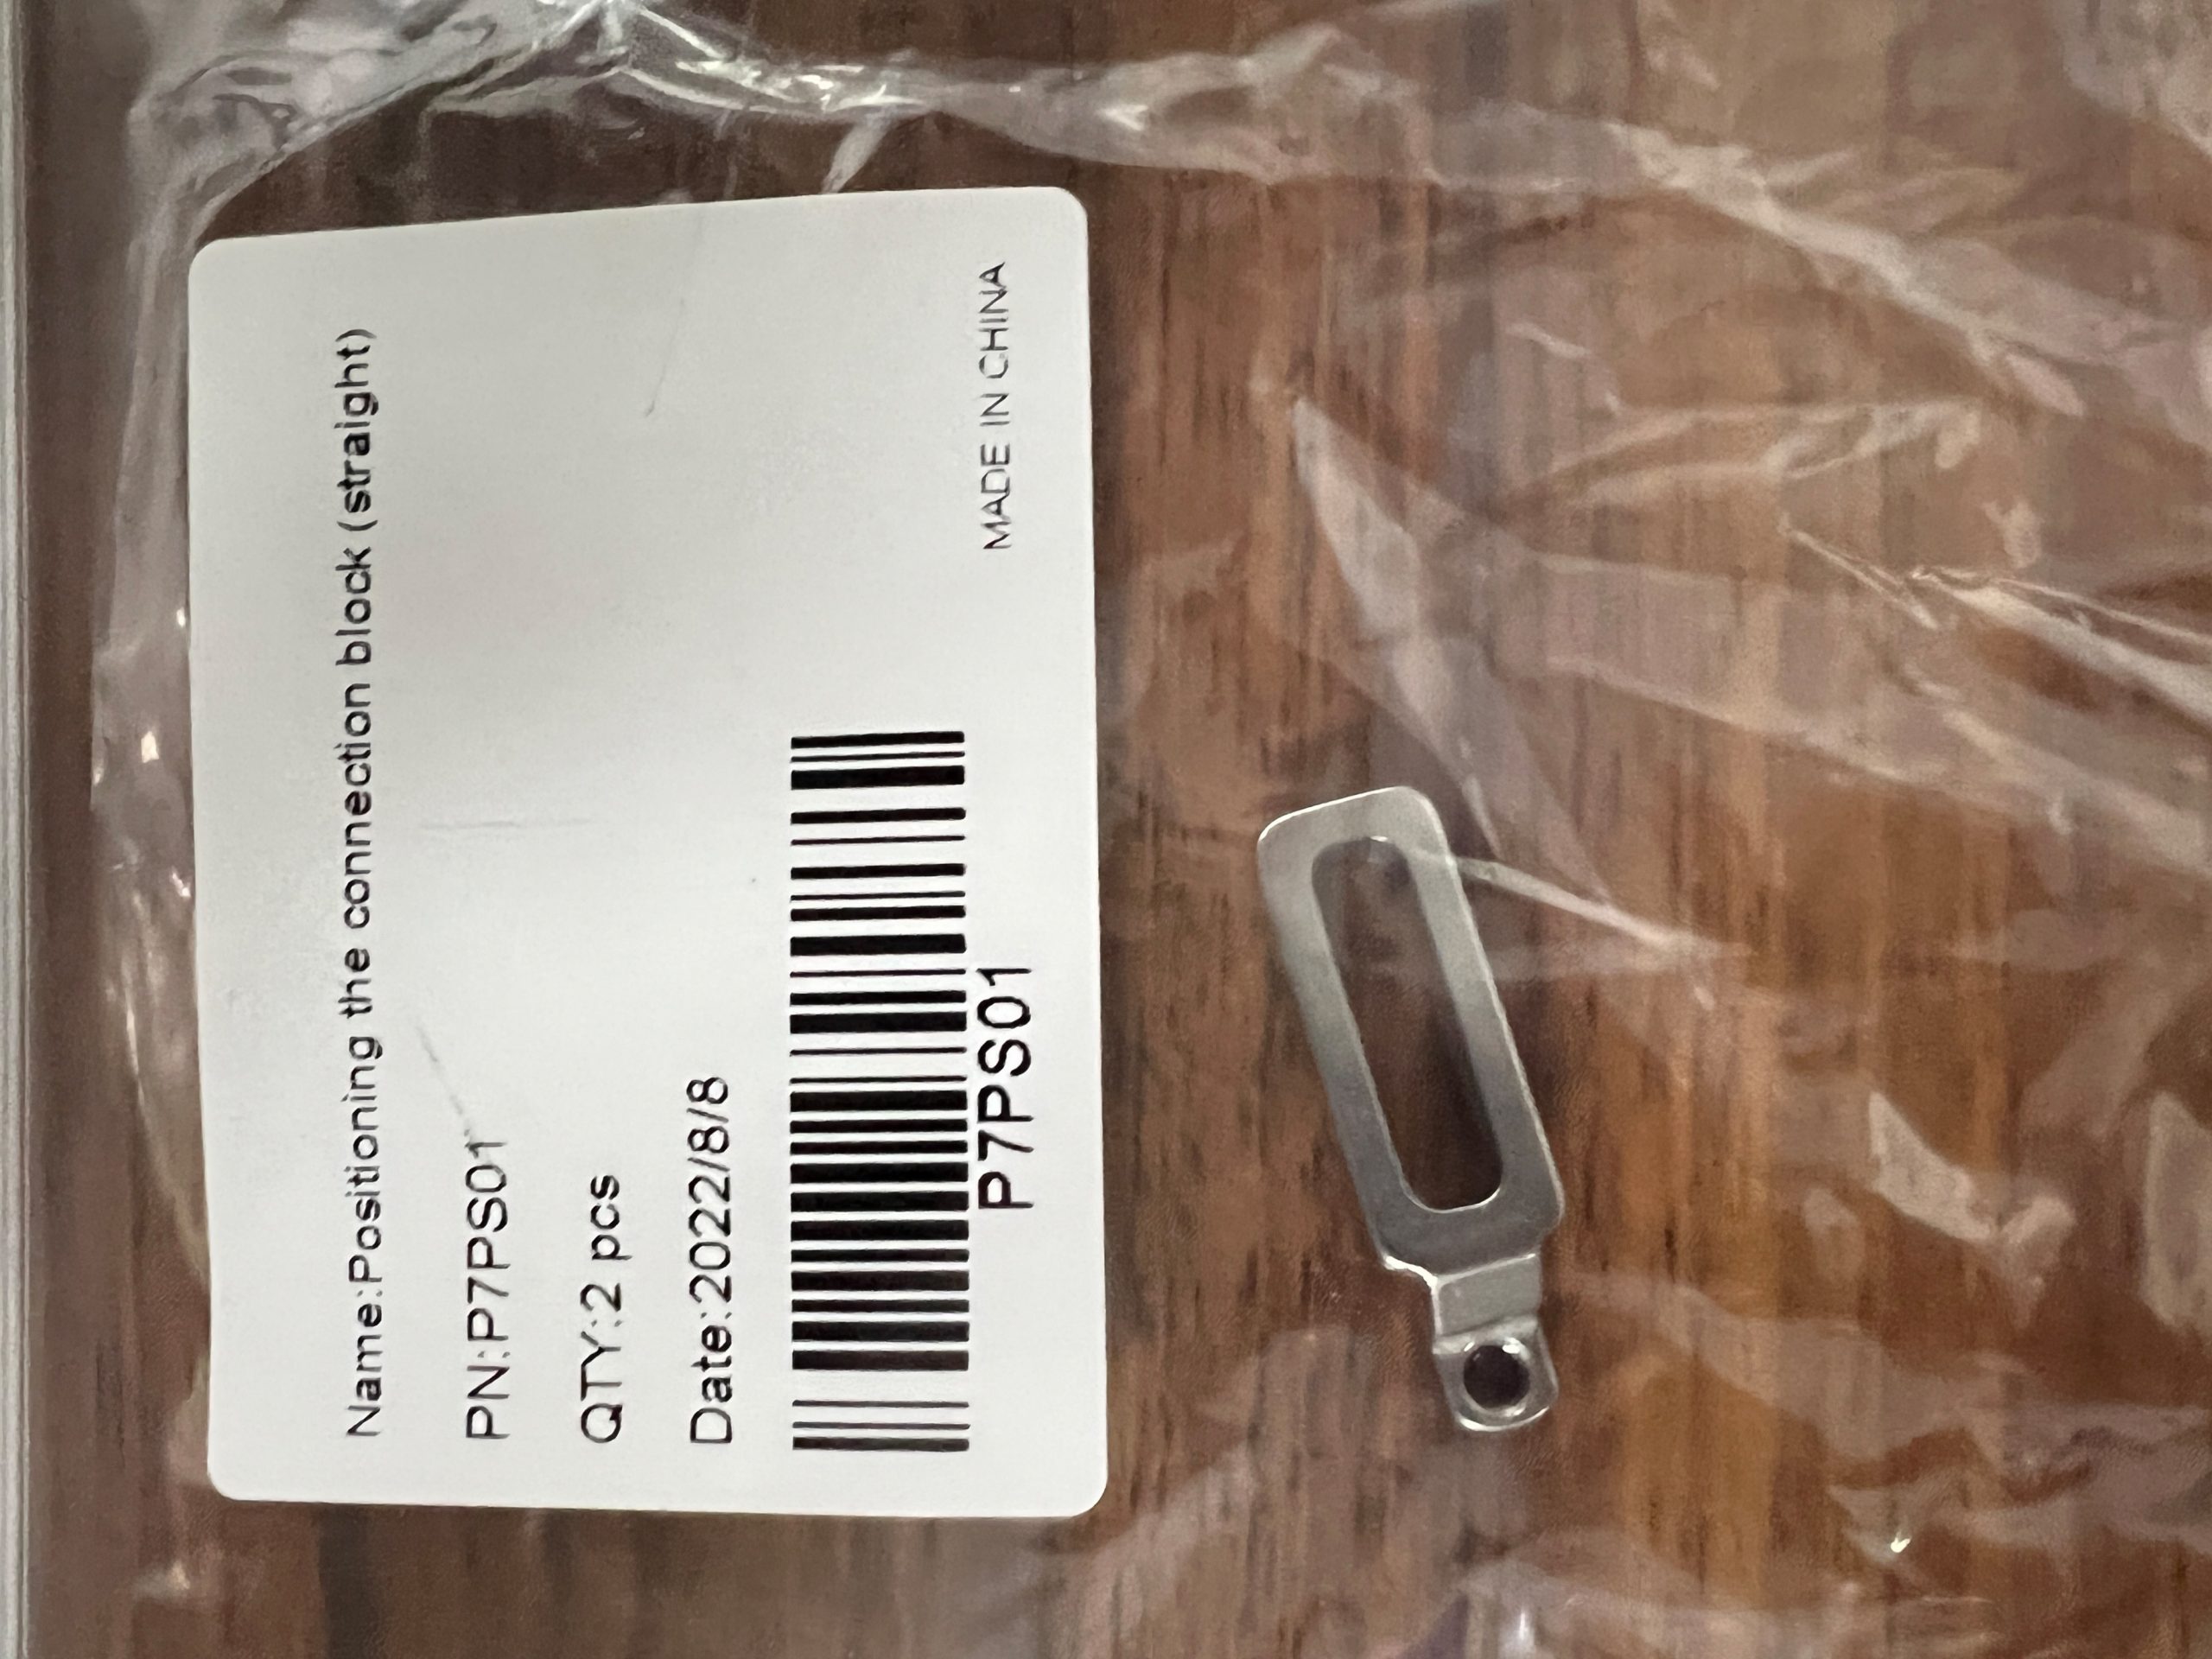 Name:Positioning the connection block (straight)
PN:P7PS01
QTY:2 pcs
Date:2022/8/8
P7PS01
MADE IN CHINA